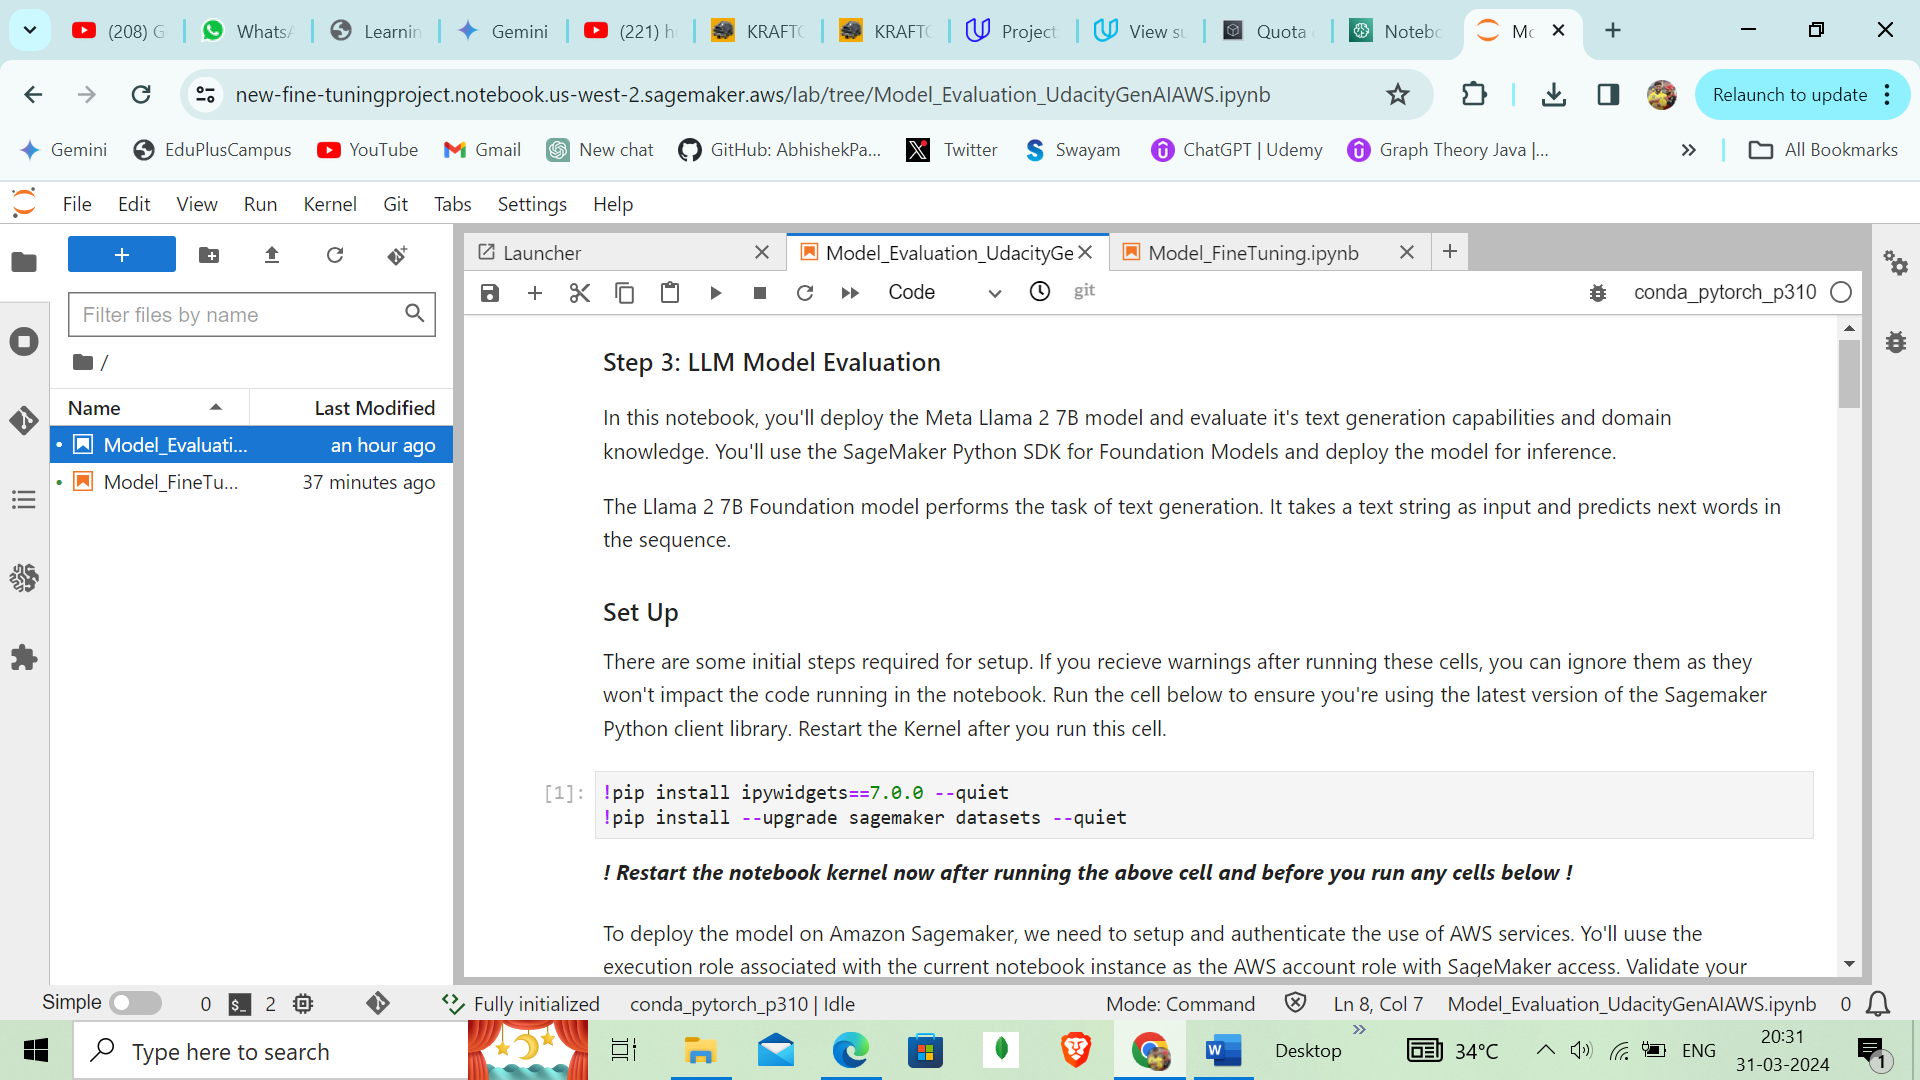 (208) G
WhatsA
Learnin
Gemini
(221) h
KRAFTO
KRAFTO
Project
View su
Quota
Notebo
Mo
new-fine-tuningproject.notebook.us-west-2.sagemaker.aws/lab/tree/Model_Evaluation_UdacityGenAIAWS.ipynb
Relaunch to update
Gemini
EduPlusCampus
YouTube
Gmail
New chat
GitHub: AbhishekPa...
Twitter
Swayam
ChatGPT | Udemy
Graph Theory Java |...
All Bookmarks
File Edit View Run Kernel Git Tabs Settings Help
Filter files by name
/
Name Last Modified
Model_Evaluati... an hour ago
Model_FineTu... 37 minutes ago
Launcher
Model_Evaluation_UdacityGe
Model_FineTuning.ipynb
Code
git
conda_pytorch_p310
Step 3: LLM Model Evaluation
In this notebook, you'll deploy the Meta Llama 2 7B model and evaluate it's text generation capabilities and domain
knowledge. You'll use the SageMaker Python SDK for Foundation Models and deploy the model for inference.
The Llama 2 7B Foundation model performs the task of text generation. It takes a text string as input and predicts next words in
the sequence.
Set Up
There are some initial steps required for setup. If you recieve warnings after running these cells, you can ignore them as they
won't impact the code running in the notebook. Run the cell below to ensure you're using the latest version of the Sagemaker
Python client library. Restart the Kernel after you run this cell.
[1]: !pip install ipywidgets==7.0.0 --quiet
!pip install --upgrade sagemaker datasets --quiet
! Restart the notebook kernel now after running the above cell and before you run any cells below !
To deploy the model on Amazon Sagemaker, we need to setup and authenticate the use of AWS services. Yo'll uuse the
execution role associated with the current notebook instance as the AWS account role with SageMaker access. Validate your
Simple 0 $_ 2 Fully initialized conda_pytorch_p310 | Idle Mode: Command Ln 8, Col 7 Model_Evaluation_UdacityGenAIAWS.ipynb 0
Type here to search
W
Desktop
34°C
ENG
20:31
31-03-2024
1